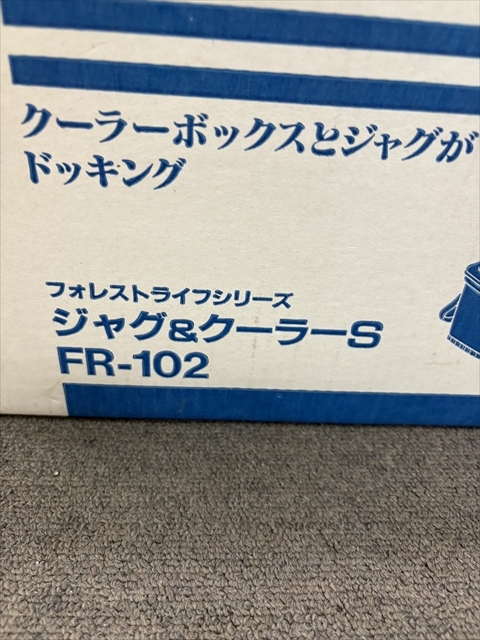 クーラーボックスとジャグが
ドッキング
フォレストライフシリーズ
ジャグ&クーラーS
FR-102